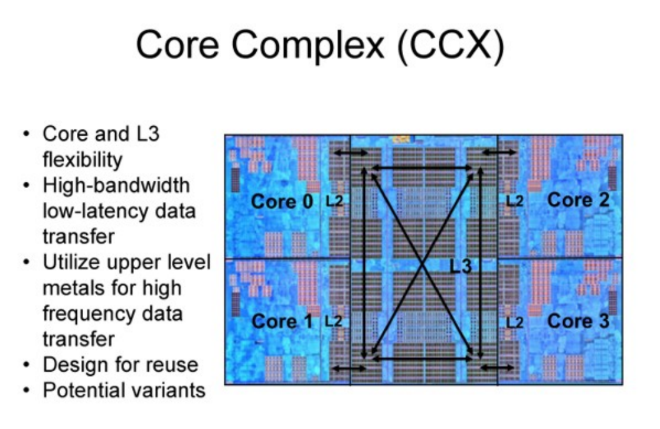 Core Complex (CCX)
• Core and L3
flexibility
• High-bandwidth
low-latency data
transfer
• Utilize upper level
metals for high
frequency data
transfer
• Design for reuse
• Potential variants
Core 0 L2
L2 Core 2
L3
Core 1 L2
L2 Core 3